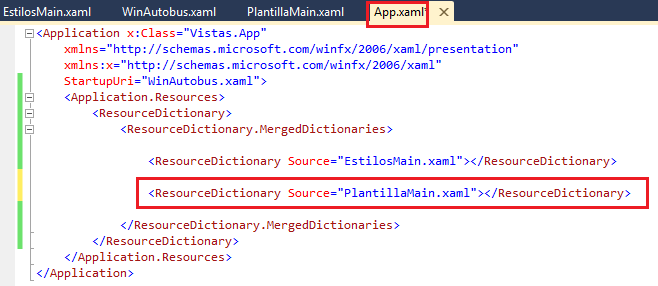 EstilosMain.xaml WinAutobus.xaml PlantillaMain.xaml App.xaml*
<Application x:Class="Vistas.App"
xmlns="http://schemas.microsoft.com/winfx/2006/xaml/presentation"
xmlns:x="http://schemas.microsoft.com/winfx/2006/xaml"
StartupUri="WinAutobus.xaml">
<Application.Resources>
<ResourceDictionary>
<ResourceDictionary.MergedDictionaries>
<ResourceDictionary Source="EstilosMain.xaml"></ResourceDictionary>
<ResourceDictionary Source="PlantillaMain.xaml"></ResourceDictionary>
</ResourceDictionary.MergedDictionaries>
</ResourceDictionary>
</Application.Resources>
</Application>